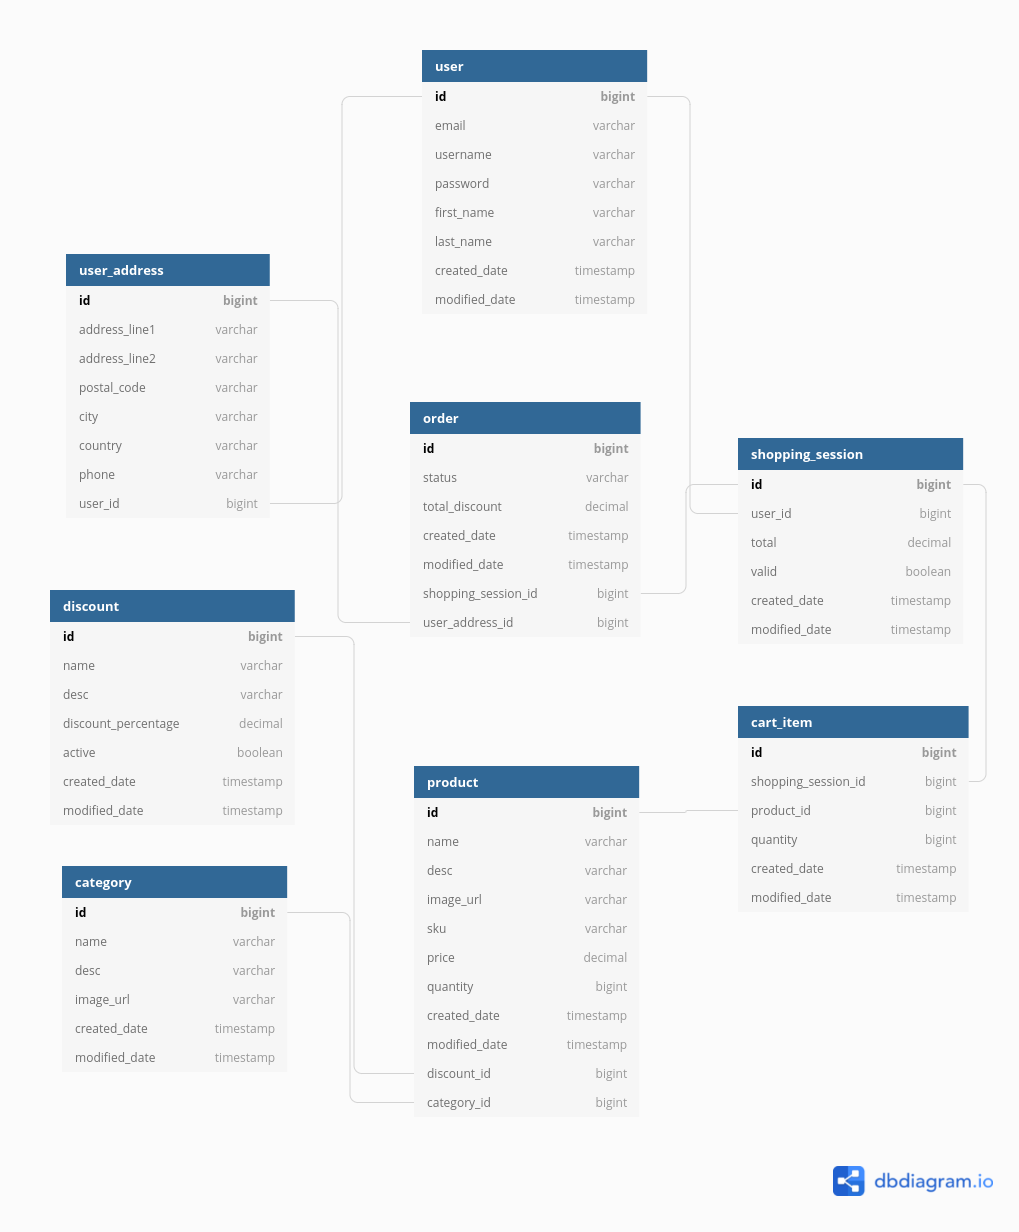 user
id bigint
email varchar
username varchar
password varchar
first_name varchar
last_name varchar
created_date timestamp
modified_date timestamp
user_address
id bigint
address_line1 varchar
address_line2 varchar
postal_code varchar
city varchar
country varchar
phone varchar
user_id bigint
order
id bigint
status varchar
total_discount decimal
created_date timestamp
modified_date timestamp
shopping_session_id bigint
user_address_id bigint
shopping_session
id bigint
user_id bigint
total decimal
valid boolean
created_date timestamp
modified_date timestamp
discount
id bigint
name varchar
desc varchar
discount_percentage decimal
active boolean
created_date timestamp
modified_date timestamp
cart_item
id bigint
shopping_session_id bigint
product_id bigint
quantity bigint
created_date timestamp
modified_date timestamp
product
id bigint
name varchar
desc varchar
image_url varchar
sku varchar
price decimal
quantity bigint
created_date timestamp
modified_date timestamp
discount_id bigint
category_id bigint
category
id bigint
name varchar
desc varchar
image_url varchar
created_date timestamp
modified_date timestamp
dbdiagram.io